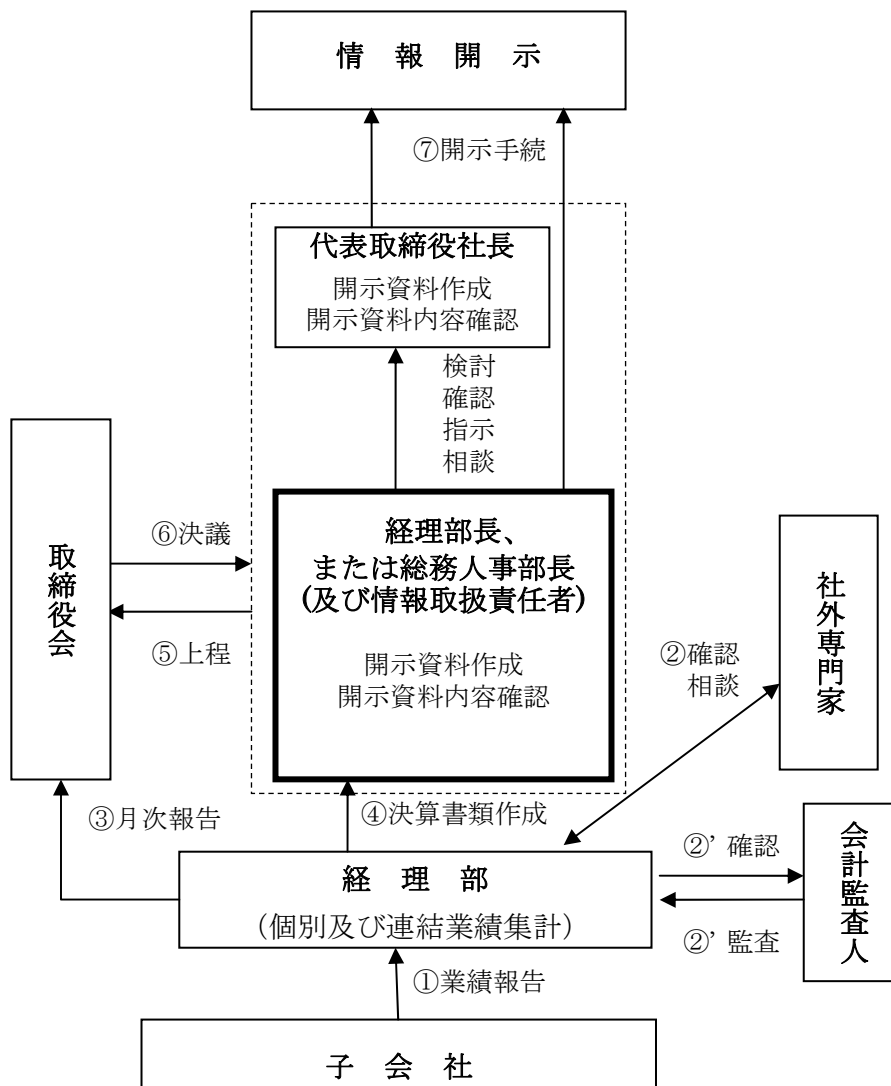 情 報 開 示
⑦開示手続
代表取締役社長
開示資料作成
開示資料内容確認
検討
確認
指示
相談
経理部長、
または総務人事部長
(及び情報取扱責任者)
開示資料作成
開示資料内容確認
取締役会
⑥決議
⑤上程
社外専門家
②確認
相談
③月次報告
④決算書類作成
経 理 部
(個別及び連結業績集計)
②’ 確認
②’ 監査
会計監査人
①業績報告
子 会 社